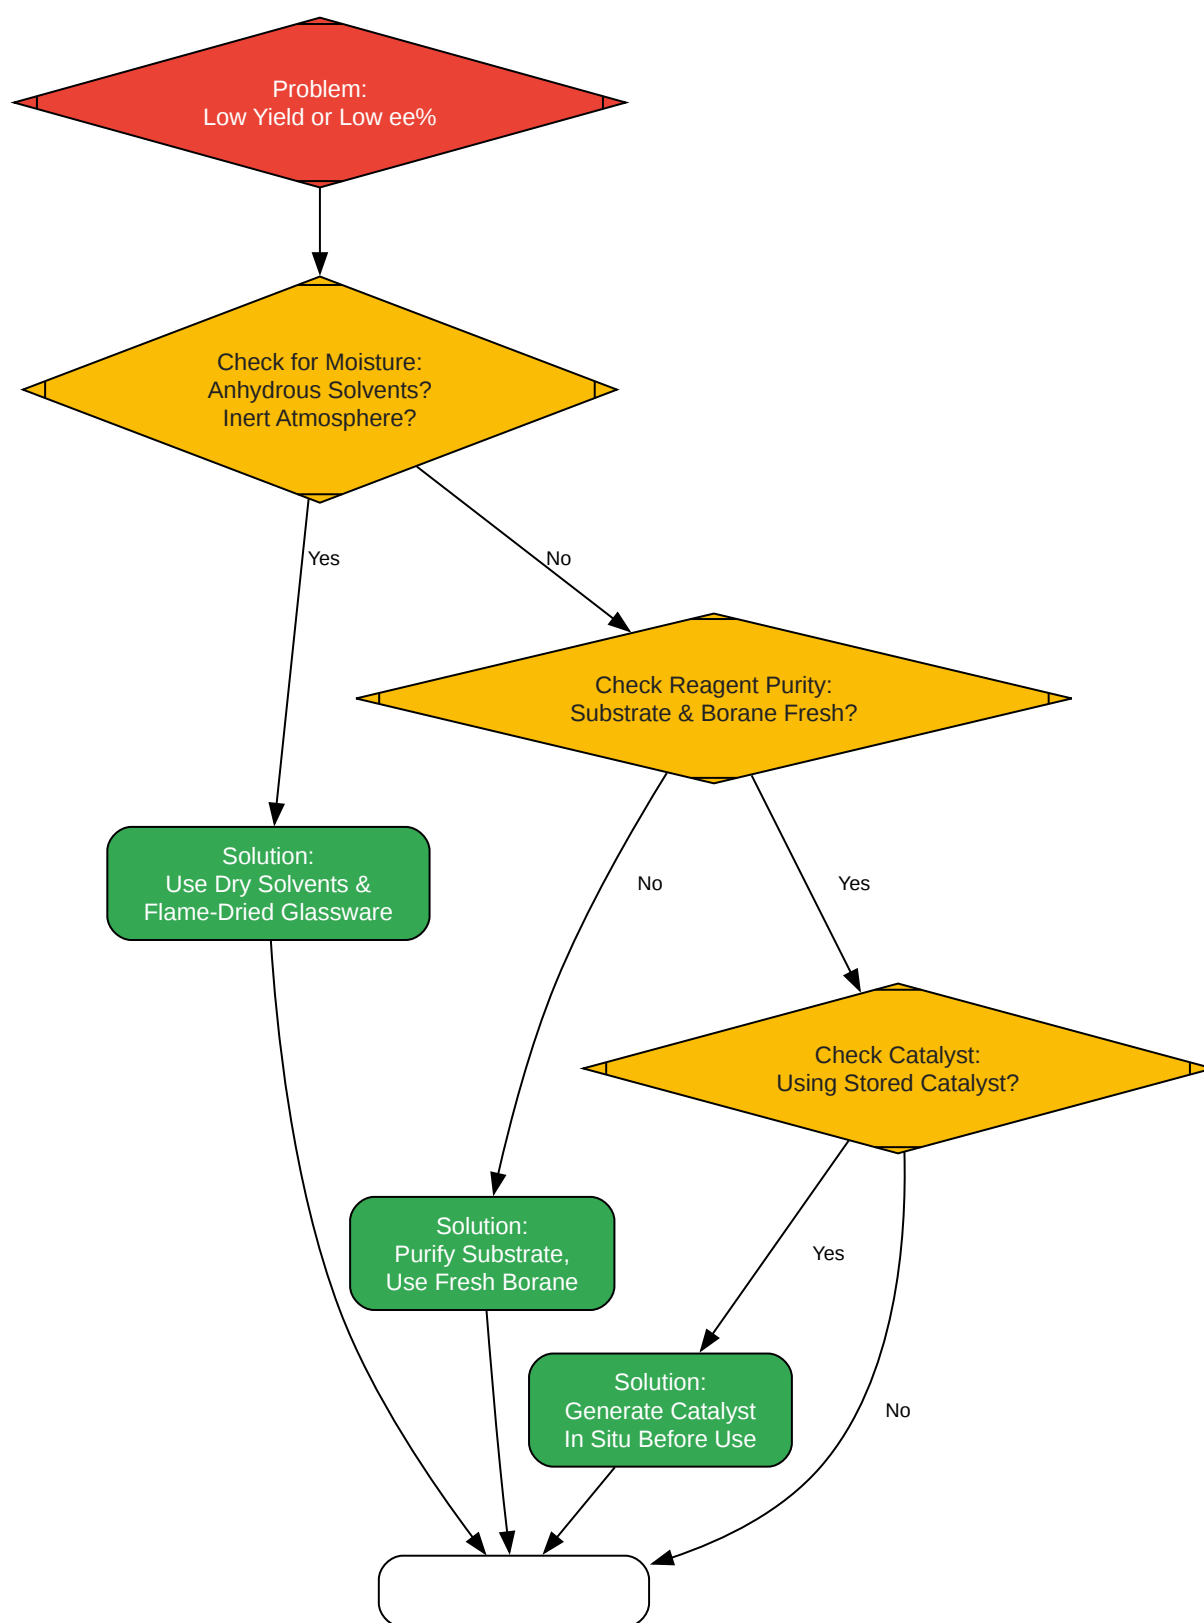 Problem:
Low Yield or Low ee%
Check for Moisture:
Anhydrous Solvents?
Inert Atmosphere?
Yes
No
Check Reagent Purity:
Substrate & Borane Fresh?
Solution:
Use Dry Solvents &
Flame-Dried Glassware
No
Yes
Check Catalyst:
Using Stored Catalyst?
Solution:
Purify Substrate,
Use Fresh Borane
Yes
Solution:
Generate Catalyst
In Situ Before Use
No